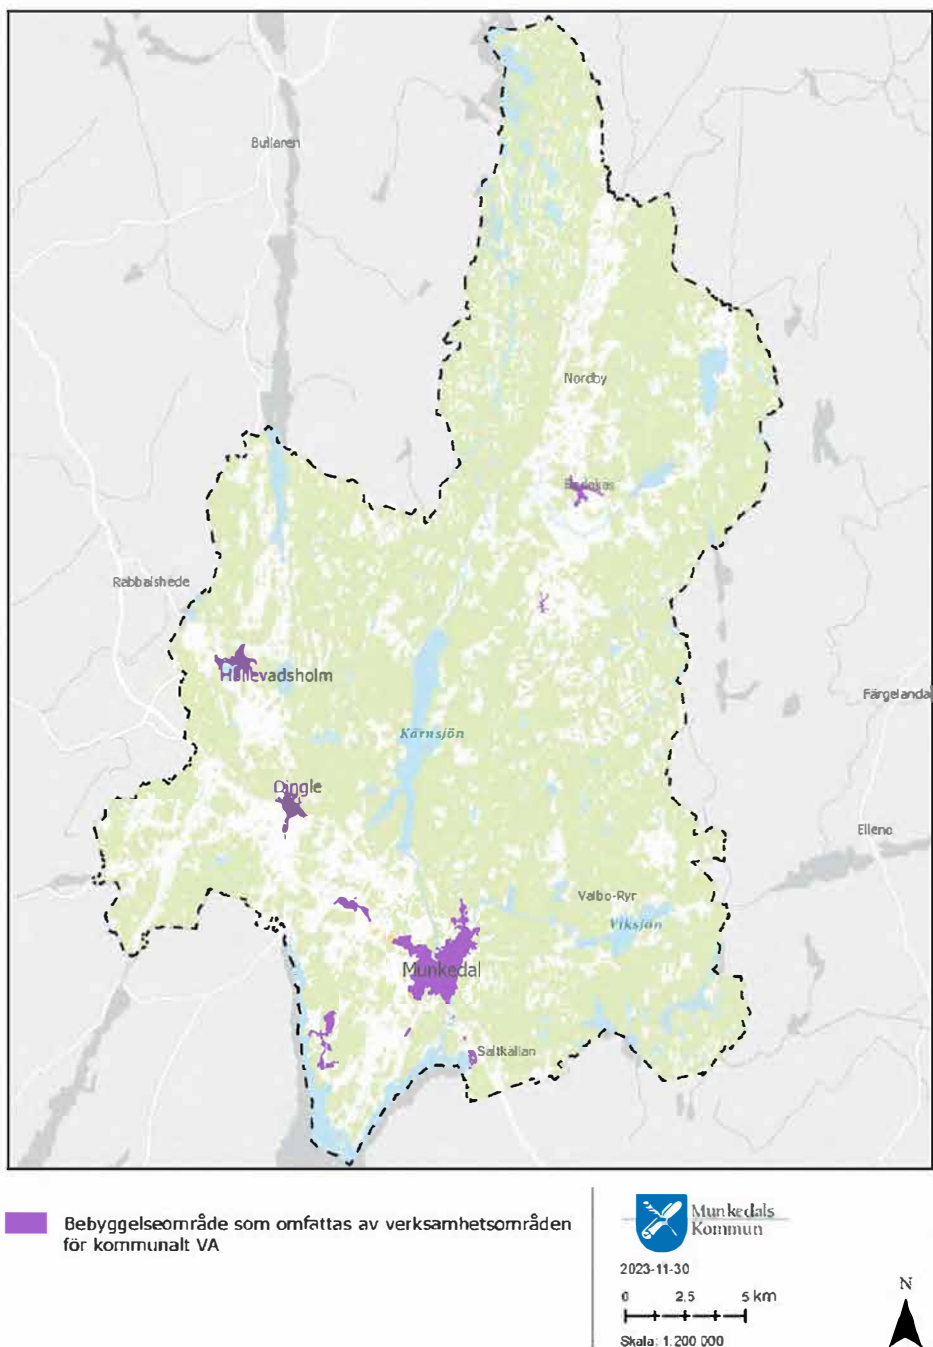 Bullaren
Nordby
Rabbalshede
Hällevadsholm
Färgelanda
Kärnsjön
Dingle
Elleno
Valbo-Ryr
Viksjön
Munkedal
Saltkällan
Bebyggelseområde som omfattas av verksamhetsområden
för kommunalt VA
Munkedals
Kommun
2023-11-30
0 2,5 5 km
Skala: 1:200 000
N